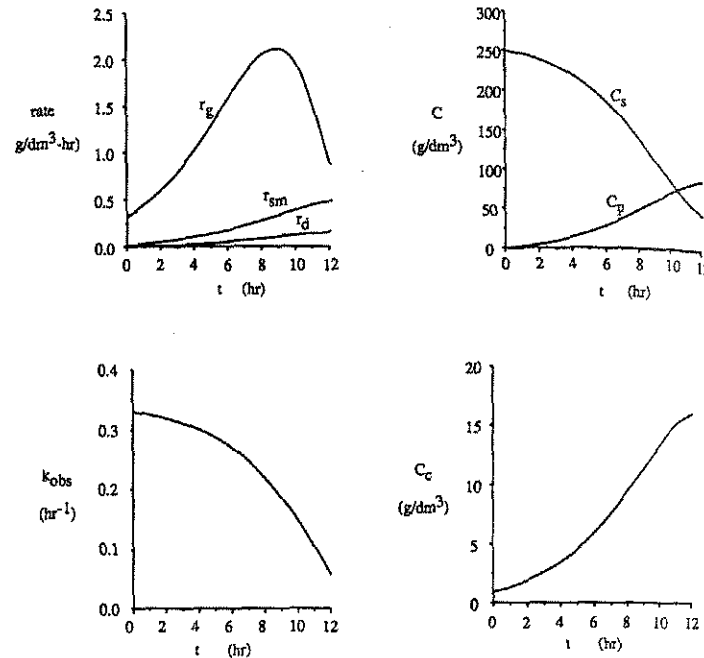 2.5
2.0
1.5
1.0
0.5
0.0
rate
g/dm³-hr)
r_g
r_sm
r_d
0 2 4 6 8 10 12
t (hr)
300
250
200
150
100
50
0
C
(g/dm³)
C_s
C_p
0 2 4 6 8 10 12
t (hr)
0.4
0.3
0.2
0.1
0.0
k_obs
(hr⁻¹)
0 2 4 6 8 10 12
t (hr)
20
15
10
5
0
C_c
(g/dm³)
0 2 4 6 8 10 12
t (hr)